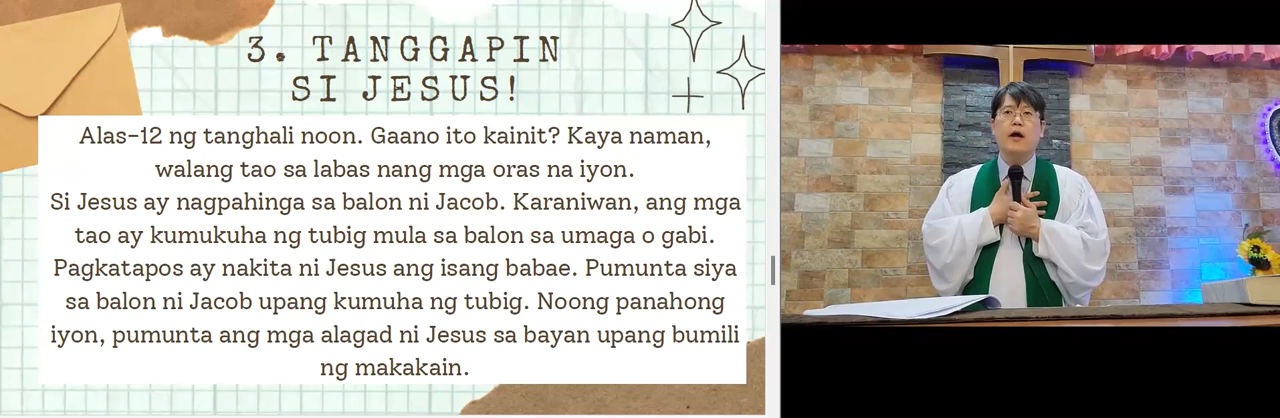 3. TANGGAPIN
SI JESUS!
Alas-12 ng tanghali noon. Gaano ito kainit? Kaya naman,
walang tao sa labas nang mga oras na iyon.
Si Jesus ay nagpahinga sa balon ni Jacob. Karaniwan, ang mga
tao ay kumukuha ng tubig mula sa balon sa umaga o gabi.
Pagkatapos ay nakita ni Jesus ang isang babae. Pumunta siya
sa balon ni Jacob upang kumuha ng tubig. Noong panahong
iyon, pumunta ang mga alagad ni Jesus sa bayan upang bumili
ng makakain.